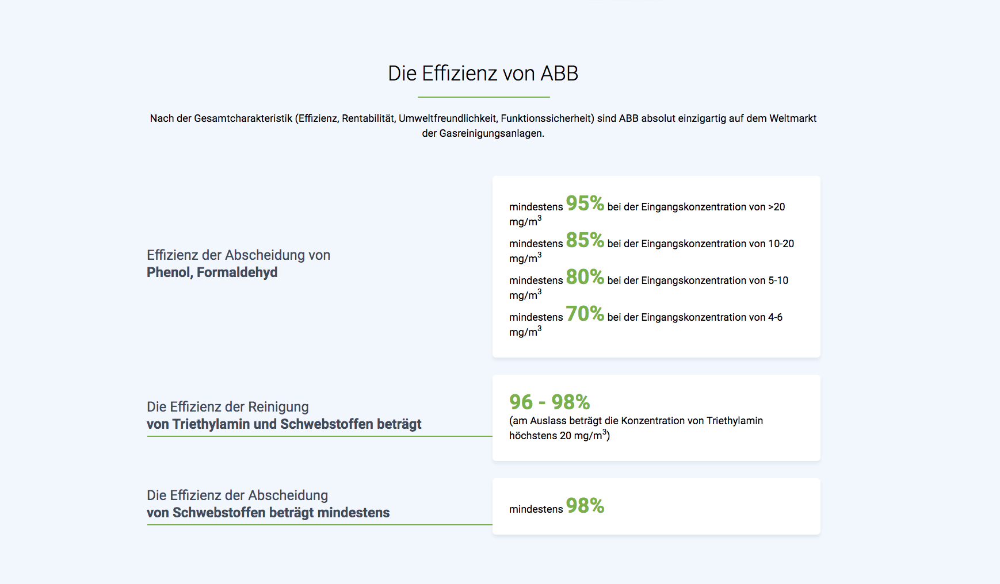 Die Effizienz von ABB
Nach der Gesamtcharakteristik (Effizienz, Rentabilität, Umweltfreundlichkeit, Funktionssicherheit) sind ABB absolut einzigartig auf dem Weltmarkt
der Gasreinigungsanlagen.
Effizienz der Abscheidung von
Phenol, Formaldehyd
mindestens 95% bei der Eingangskonzentration von >20
mg/m³
mindestens 85% bei der Eingangskonzentration von 10-20
mg/m³
mindestens 80% bei der Eingangskonzentration von 5-10
mg/m³
mindestens 70% bei der Eingangskonzentration von 4-6
mg/m³
Die Effizienz der Reinigung
von Triethylamin und Schwebstoffen beträgt
96 - 98%
(am Auslass beträgt die Konzentration von Triethylamin
höchstens 20 mg/m³)
Die Effizienz der Abscheidung
von Schwebstoffen beträgt mindestens
mindestens 98%